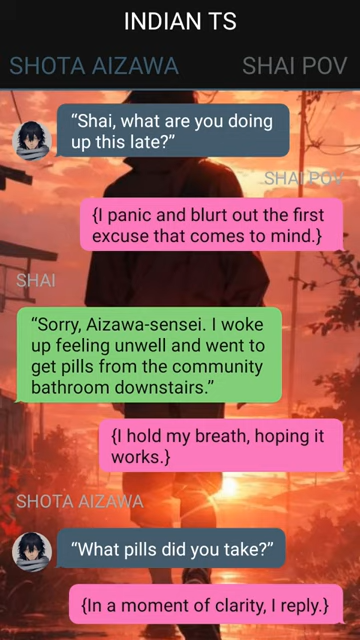 INDIAN TS
SHOTA AIZAWA
SHAI POV
“Shai, what are you doing
up this late?”
SHAI POV
{I panic and blurt out the first
excuse that comes to mind.}
SHAI
“Sorry, Aizawa-sensei. I woke
up feeling unwell and went to
get pills from the community
bathroom downstairs.”
{I hold my breath, hoping it
works.}
SHOTA AIZAWA
“What pills did you take?”
{In a moment of clarity, I reply.}